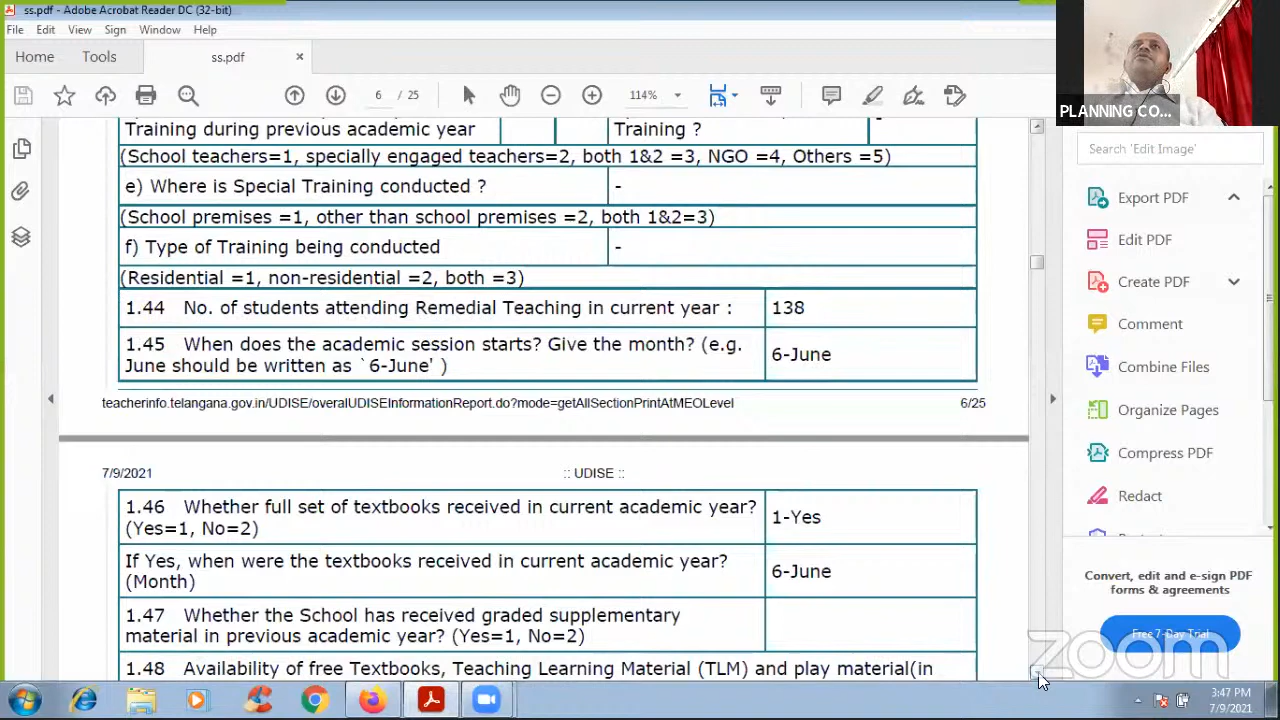 ss.pdf - Adobe Acrobat Reader DC (32-bit)
File Edit View Sign Window Help
Home Tools ss.pdf ×
6 / 25 114%
PLANNING CO...
Training during previous academic year Training ?
(School teachers=1, specially engaged teachers=2, both 1&2 =3, NGO =4, Others =5)
e) Where is Special Training conducted ? -
(School premises =1, other than school premises =2, both 1&2=3)
f) Type of Training being conducted -
(Residential =1, non-residential =2, both =3)
1.44 No. of students attending Remedial Teaching in current year : 138
1.45 When does the academic session starts? Give the month? (e.g.
June should be written as `6-June' ) 6-June
teacherinfo.telangana.gov.in/UDISE/overalUDISEInformationReport.do?mode=getAllSectionPrintAtMEOLevel 6/25
7/9/2021 :: UDISE ::
1.46 Whether full set of textbooks received in current academic year?
(Yes=1, No=2) 1-Yes
If Yes, when were the textbooks received in current academic year?
(Month) 6-June
1.47 Whether the School has received graded supplementary
material in previous academic year? (Yes=1, No=2)
1.48 Availability of free Textbooks, Teaching Learning Material (TLM) and play material(in
Search 'Edit Image'
Export PDF
Edit PDF
Create PDF
Comment
Combine Files
Organize Pages
Compress PDF
Redact
Convert, edit and e-sign PDF
forms & agreements
Free 7-Day Trial
zoom
3:47 PM
7/9/2021